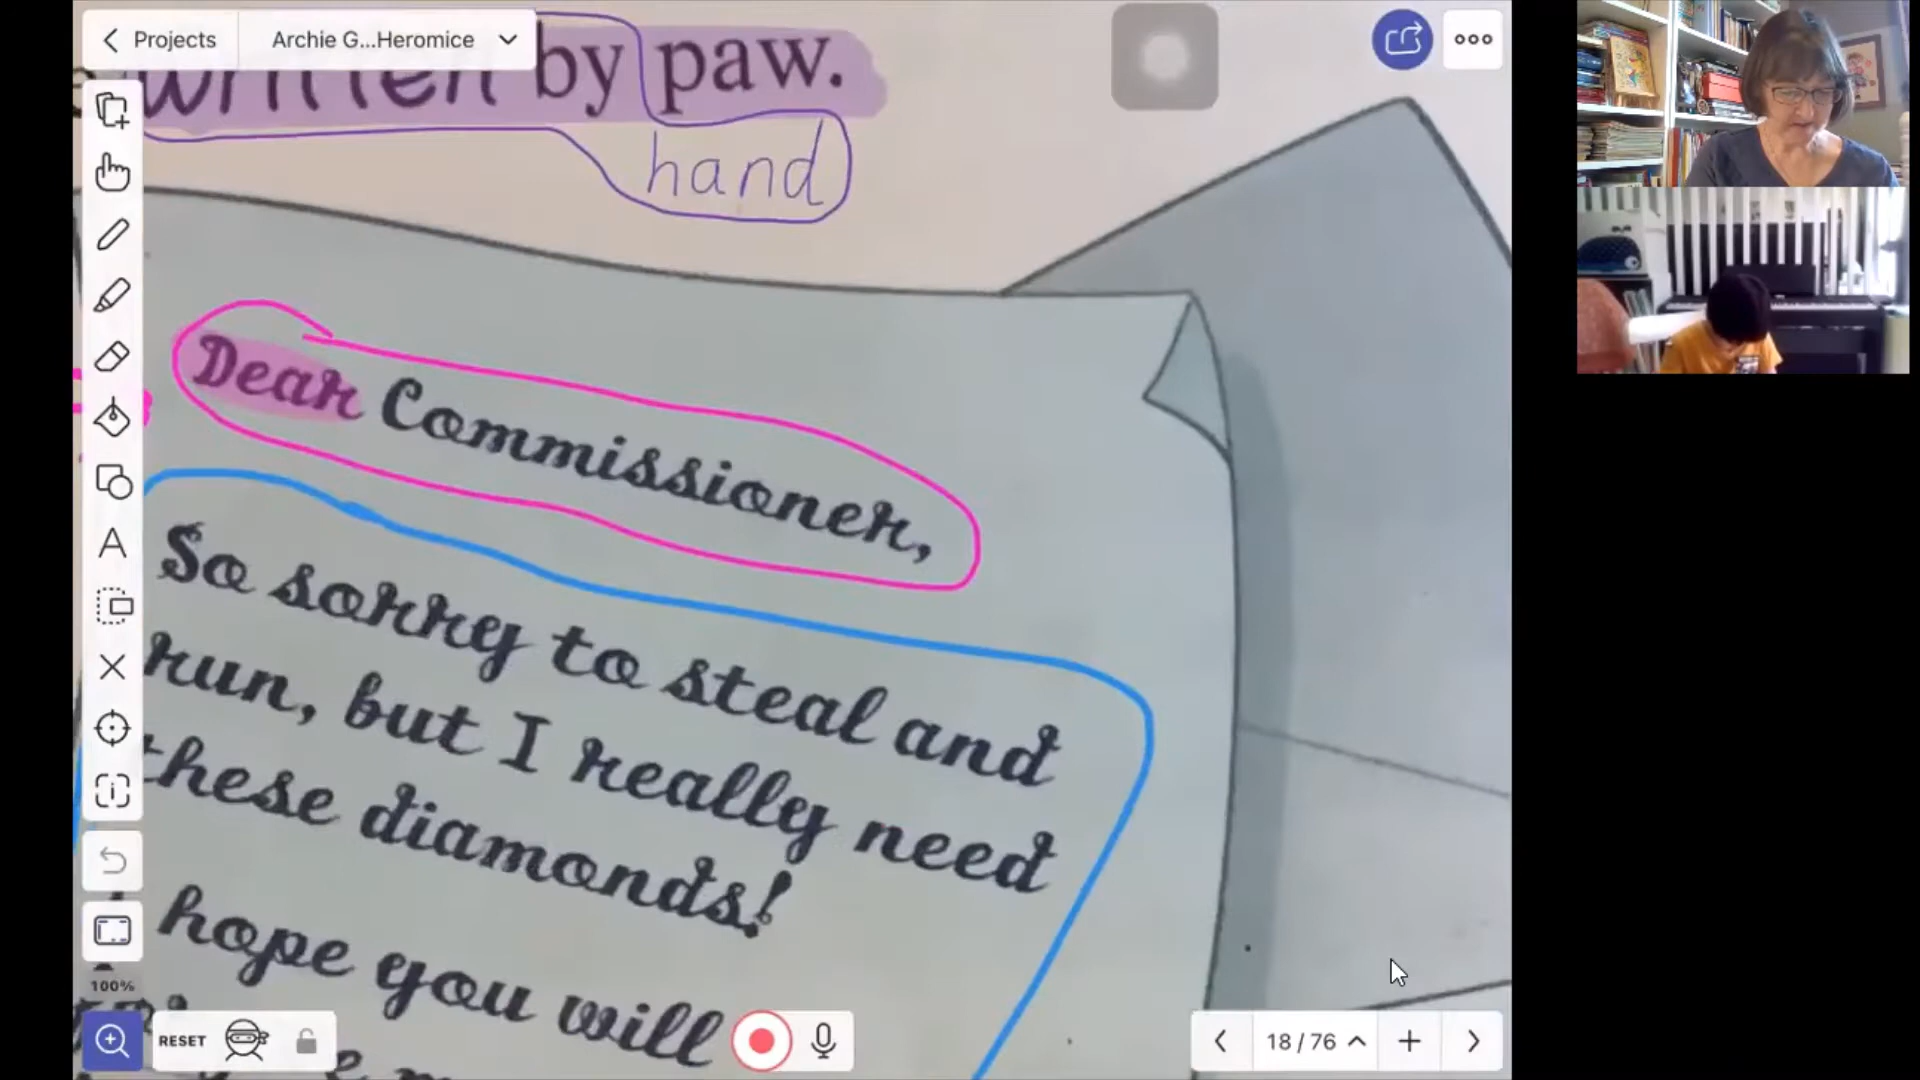 Projects
Archie G...Heromice
written by paw.
hand
Dear Commissioner,
So sorry to steal and
run, but I really need
these diamonds!
hope you will
100%
RESET
18 / 76